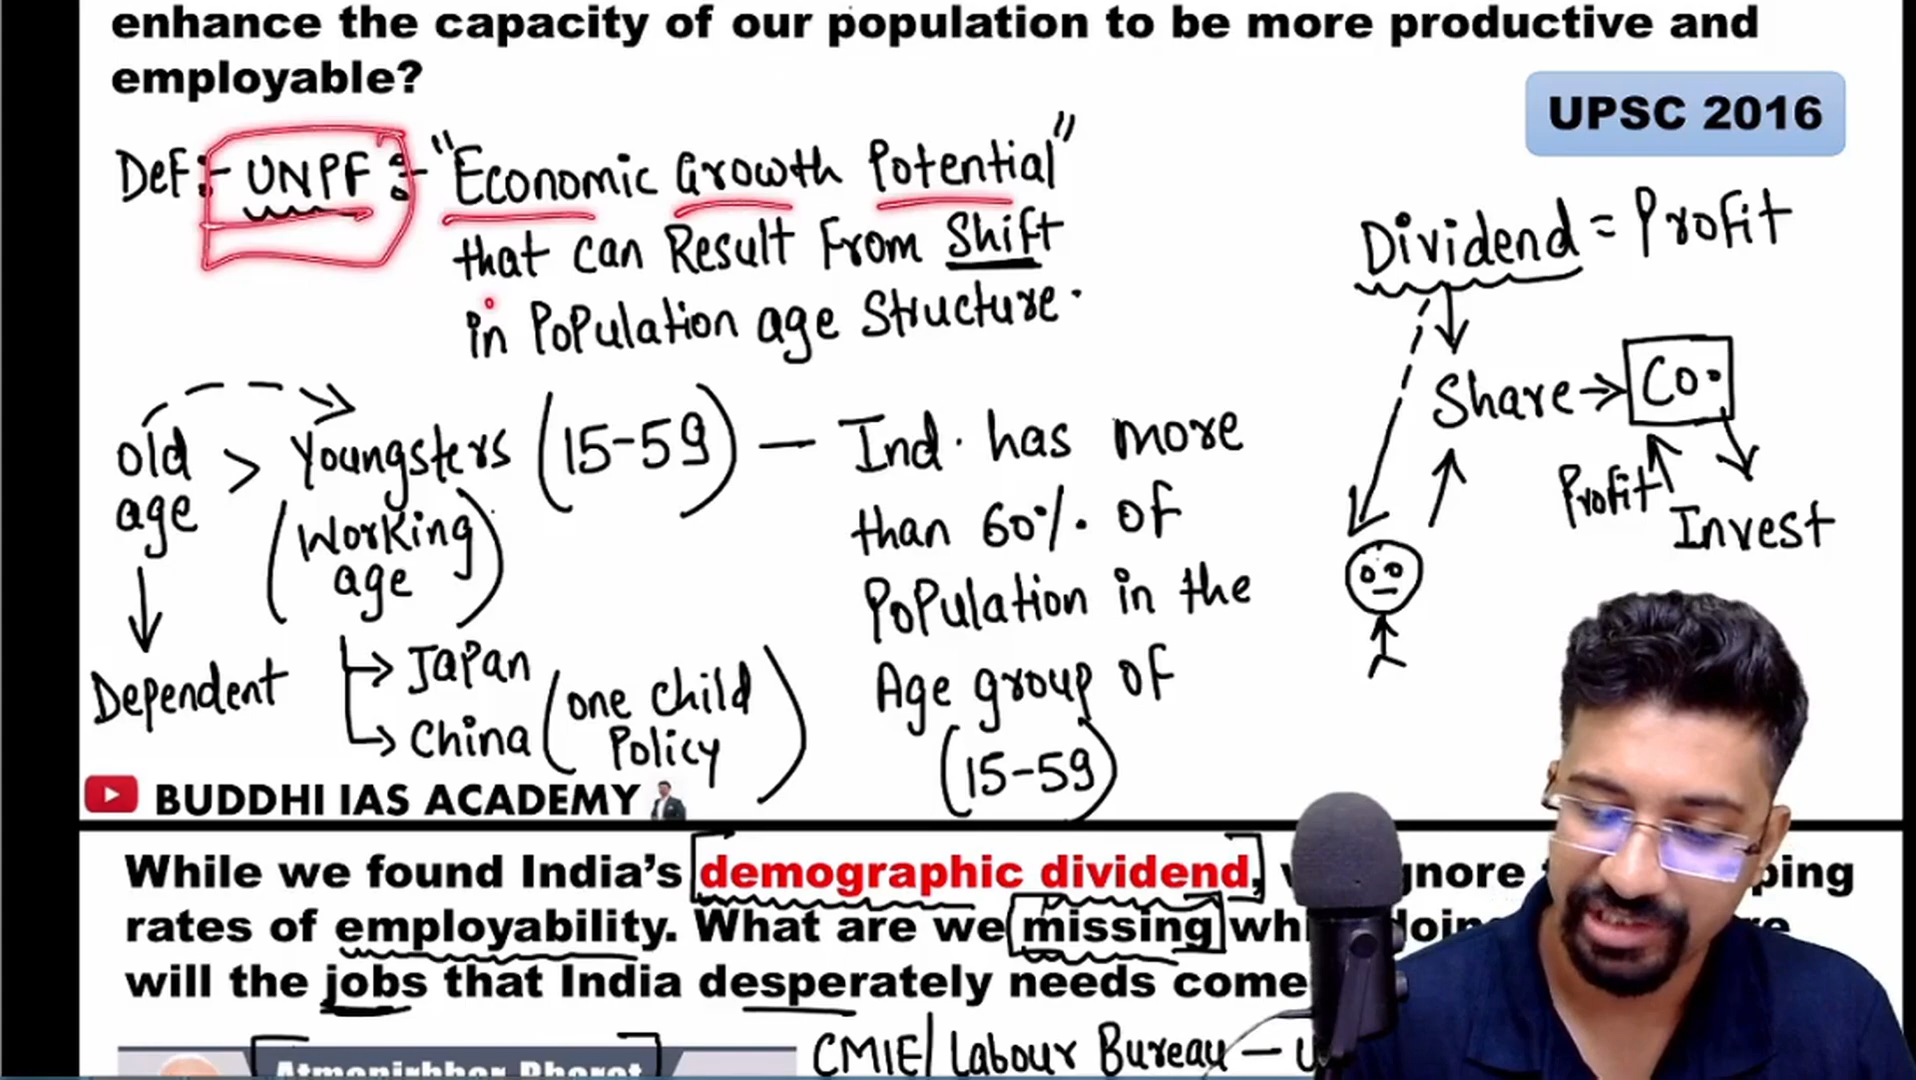 enhance the capacity of our population to be more productive and
employable?
UPSC 2016
Def:- UNPF :- "Economic Growth Potential"
that can Result From Shift
in Population age Structure.
Dividend = Profit
Share → Co.
Profit
Invest
old age > Youngsters (15-59) — Ind. has more
(Working age)
than 60% of
Population in the
Age group of
(15-59)
Dependent
Japan
China (one child Policy)
BUDDHI IAS ACADEMY
While we found India's demographic dividend,
rates of employability. What are we missing
will the jobs that India desperately needs come
Atmanirbhar Bharat
CMIE/Labour Bureau —